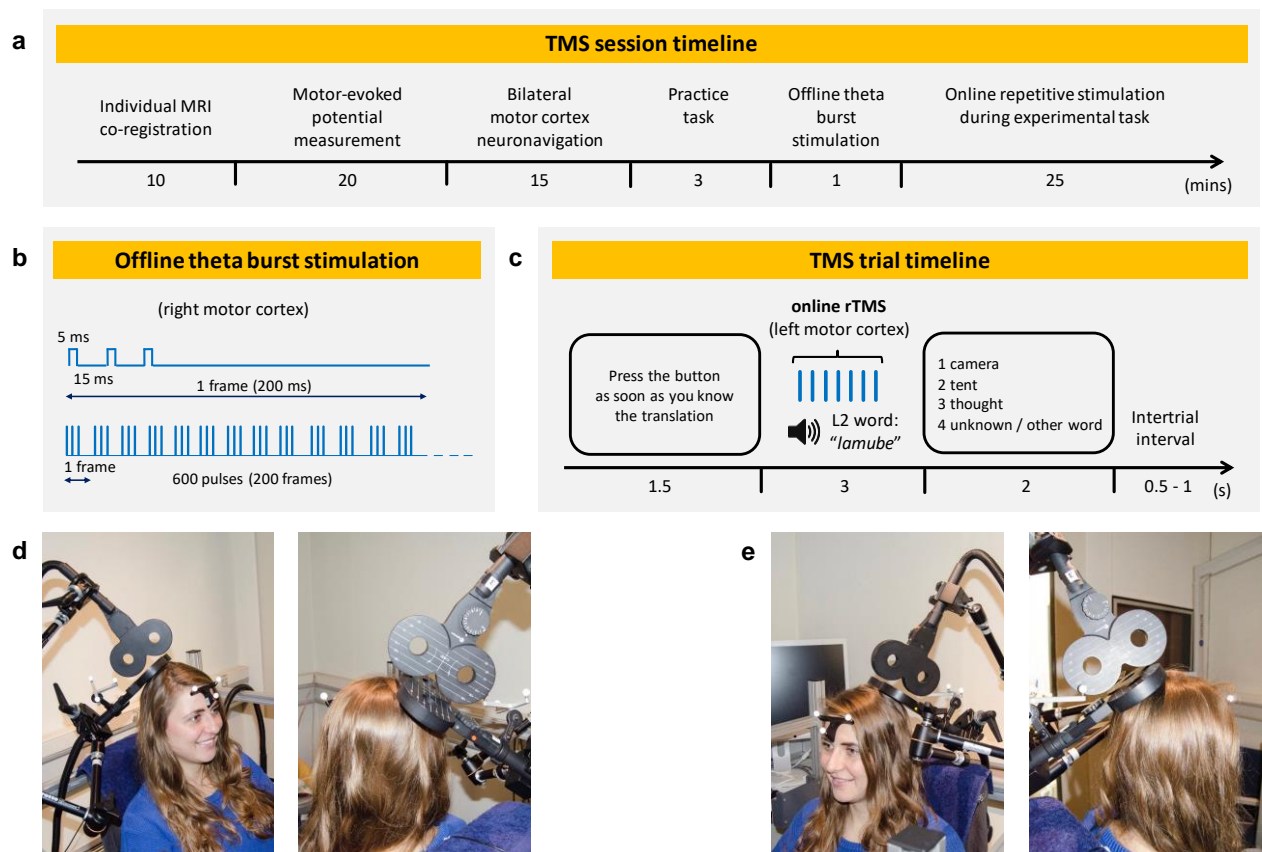 a
TMS session timeline
Individual MRI
co-registration
Motor-evoked
potential
measurement
Bilateral
motor cortex
neuronavigation
Practice
task
Offline theta
burst
stimulation
Online repetitive stimulation
during experimental task
10
20
15
3
1
25
(mins)
b
Offline theta burst stimulation
(right motor cortex)
5 ms
15 ms
1 frame (200 ms)
1 frame
600 pulses (200 frames)
c
TMS trial timeline
Press the button
as soon as you know
the translation
online rTMS
(left motor cortex)
L2 word:
“lamube”
1 camera
2 tent
3 thought
4 unknown / other word
Intertrial
interval
1.5
3
2
0.5 - 1
(s)
d
e